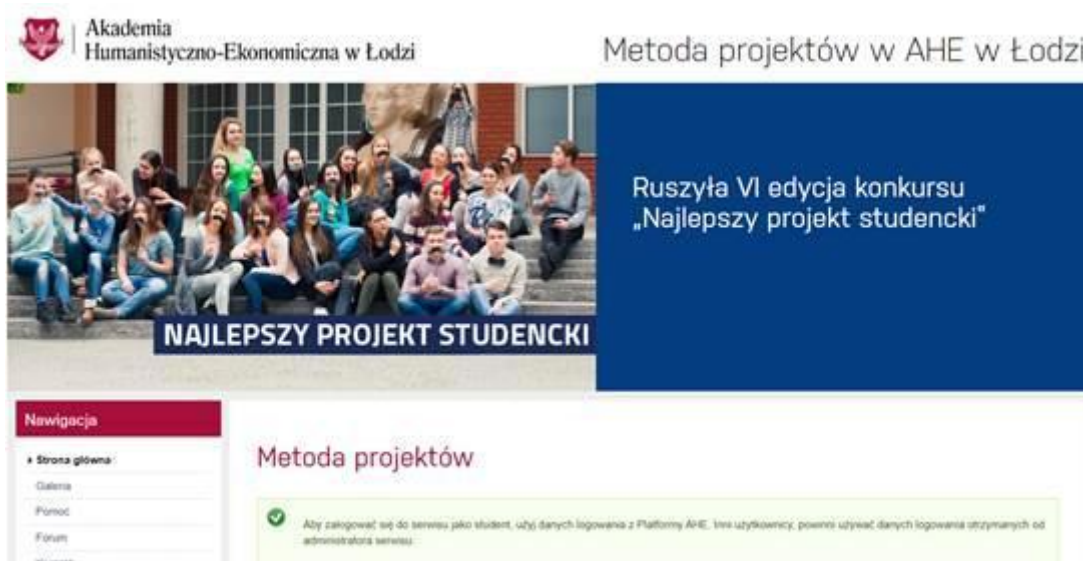 Akademia
Humanistyczno-Ekonomiczna w Łodzi
Metoda projektów w AHE w Łodzi
Ruszyła VI edycja konkursu
„Najlepszy projekt studencki"
NAJLEPSZY PROJEKT STUDENCKI
Nawigacja
Strona główna
Galeria
Pomoc
Forum
Metoda projektów
Aby zalogować się do serwisu jako student, użyj danych logowania z Platformy AHE. Inni użytkownicy, powinni używać danych logowania otrzymanych od
administratora serwisu.